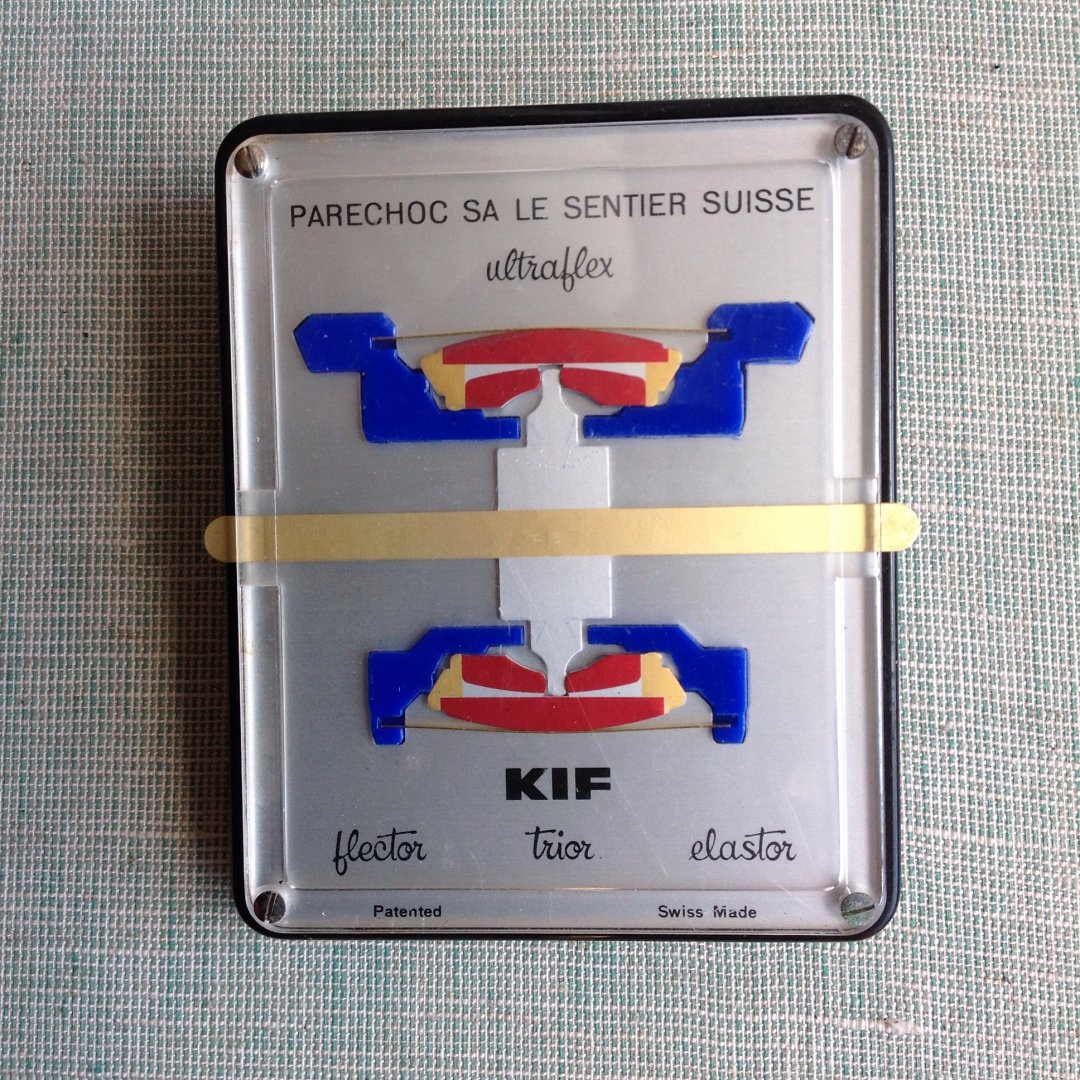 PARECHOC SA LE SENTIER SUISSE
ultraflex
KIF
flector trior elastor
Patented Swiss Made